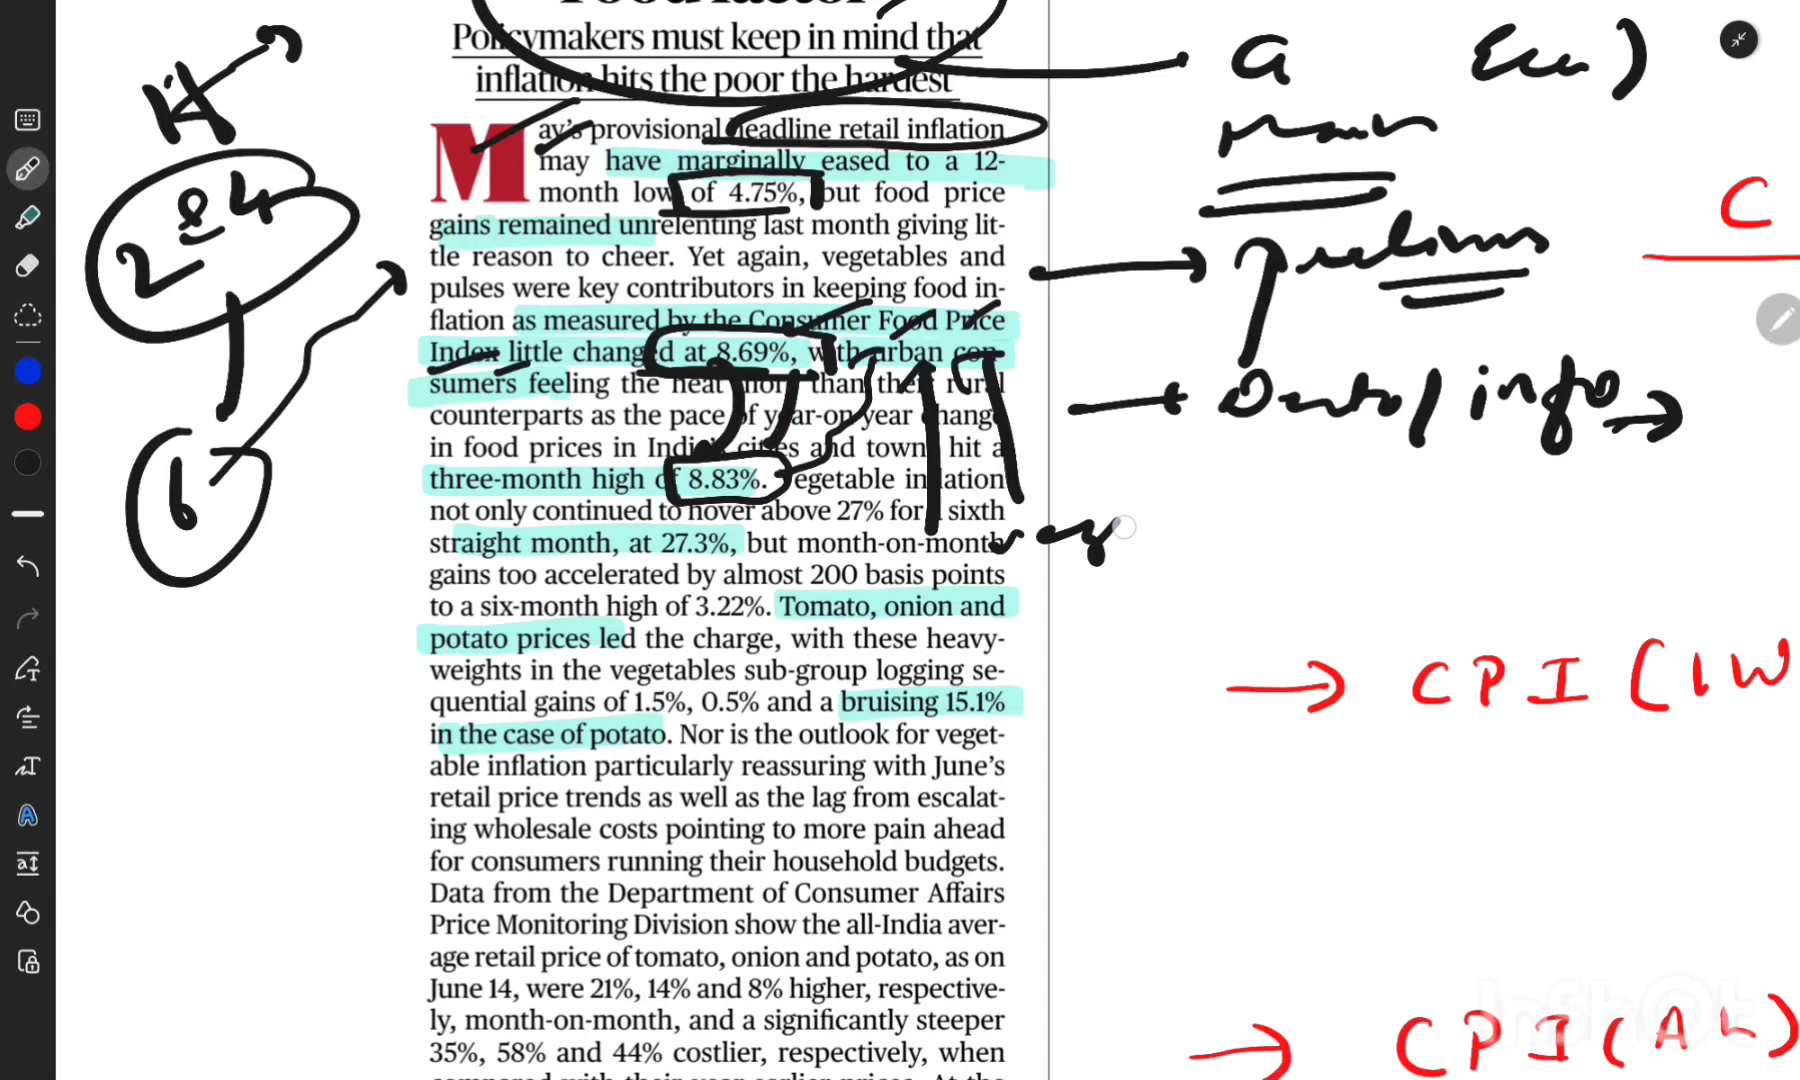 Food factor
Policymakers must keep in mind that
inflation hits the poor the hardest
May's provisional headline retail inflation
may have marginally eased to a 12-
month low of 4.75%, but food price
gains remained unrelenting last month giving lit-
tle reason to cheer. Yet again, vegetables and
pulses were key contributors in keeping food in-
flation as measured by the Consumer Food Price
Index little changed at 8.69%, with urban con-
sumers feeling the heat more than their rural
counterparts as the pace of year-on-year change
in food prices in India's cities and towns hit a
three-month high of 8.83%. Vegetable inflation
not only continued to hover above 27% for a sixth
straight month, at 27.3%, but month-on-month
gains too accelerated by almost 200 basis points
to a six-month high of 3.22%. Tomato, onion and
potato prices led the charge, with these heavy-
weights in the vegetables sub-group logging se-
quential gains of 1.5%, 0.5% and a bruising 15.1%
in the case of potato. Nor is the outlook for veget-
able inflation particularly reassuring with June's
retail price trends as well as the lag from escalat-
ing wholesale costs pointing to more pain ahead
for consumers running their household budgets.
Data from the Department of Consumer Affairs
Price Monitoring Division show the all-India aver-
age retail price of tomato, onion and potato, as on
June 14, were 21%, 14% and 8% higher, respective-
ly, month-on-month, and a significantly steeper
35%, 58% and 44% costlier, respectively, when
compared with their year-earlier prices. At the
284
6
prelims
info
veg
C
CPI (IW
CPI (AL)
InShOt